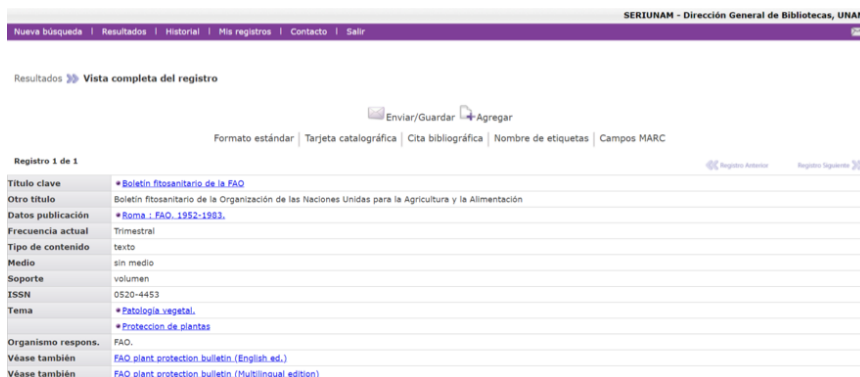 SERIUNAM - Dirección General de Bibliotecas, UNAM
Nueva búsqueda | Resultados | Historial | Mis registros | Contacto | Salir
Resultados Vista completa del registro
Enviar/Guardar Agregar
Formato estándar | Tarjeta catalográfica | Cita bibliográfica | Nombre de etiquetas | Campos MARC
Registro 1 de 1 Registro Anterior Registro Siguiente
Título clave Boletín fitosanitario de la FAO
Otro título Boletín fitosanitario de la Organización de las Naciones Unidas para la Agricultura y la Alimentación
Datos publicación Roma : FAO, 1952-1983.
Frecuencia actual Trimestral
Tipo de contenido texto
Medio sin medio
Soporte volumen
ISSN 0520-4453
Tema Patología vegetal.
Proteccion de plantas
Organismo respons. FAO.
Véase también FAO plant protection bulletin (English ed.)
Véase también FAO plant protection bulletin (Multilingual edition)